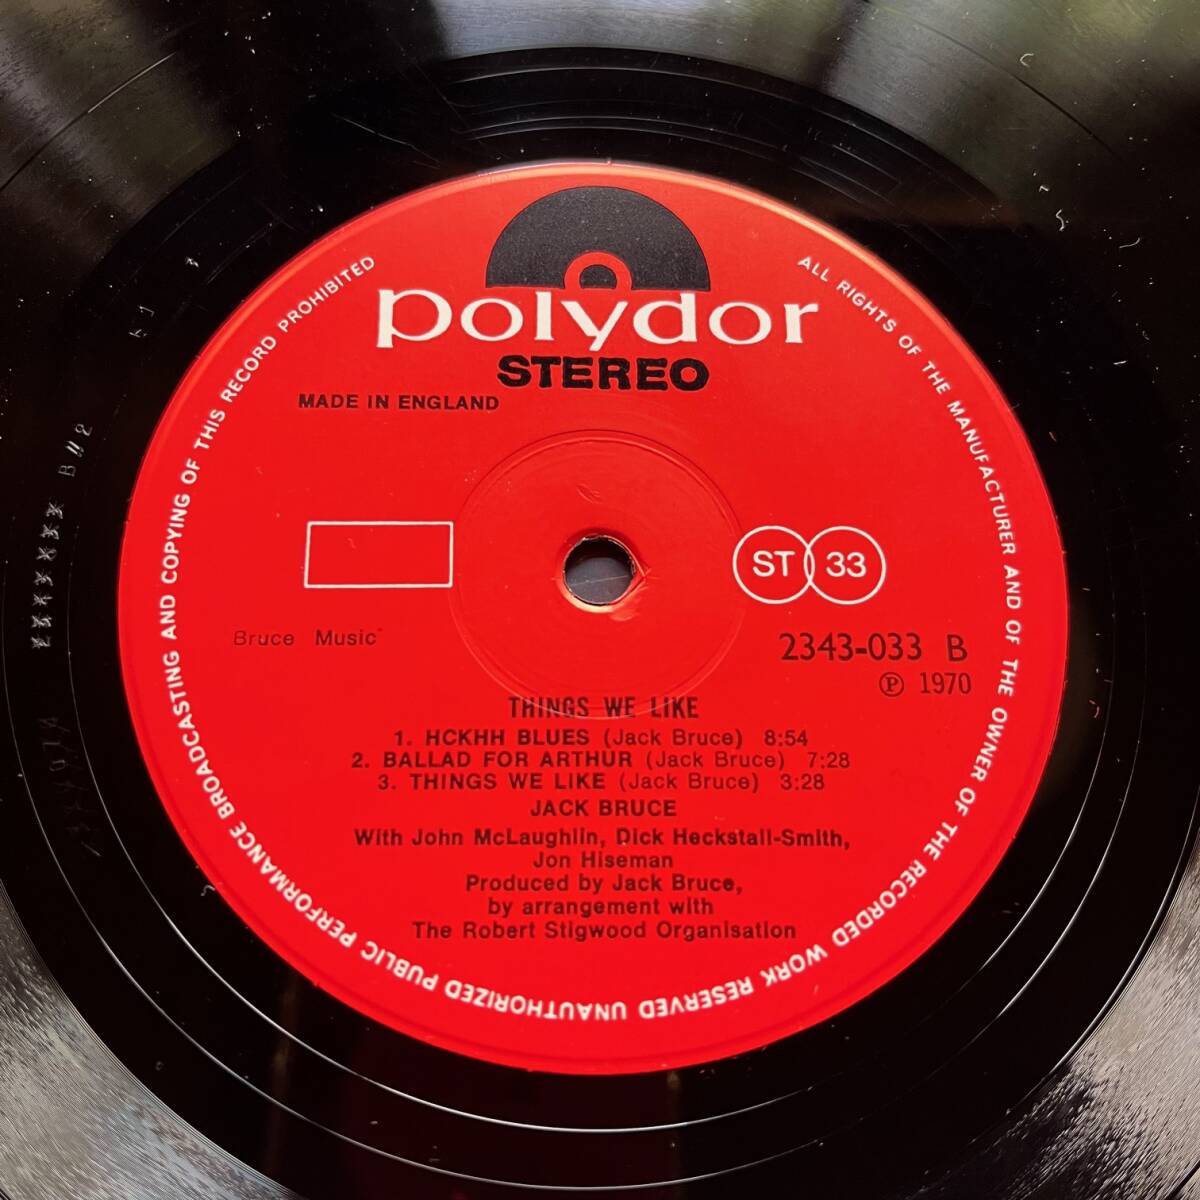 polydor
STEREO
MADE IN ENGLAND
ST 33
Bruce Music
2343-033 B
℗ 1970
THINGS WE LIKE
1. HCKHH BLUES (Jack Bruce) 8:54
2. BALLAD FOR ARTHUR (Jack Bruce) 7:28
3. THINGS WE LIKE (Jack Bruce) 3:28
JACK BRUCE
With John McLaughlin, Dick Heckstall-Smith,
Jon Hiseman
Produced by Jack Bruce,
by arrangement with
The Robert Stigwood Organisation
ALL RIGHTS OF THE MANUFACTURER AND OF THE OWNER OF THE RECORDED WORK RESERVED UNAUTHORIZED PUBLIC PERFORMANCE BROADCASTING AND COPYING OF THIS RECORD PROHIBITED